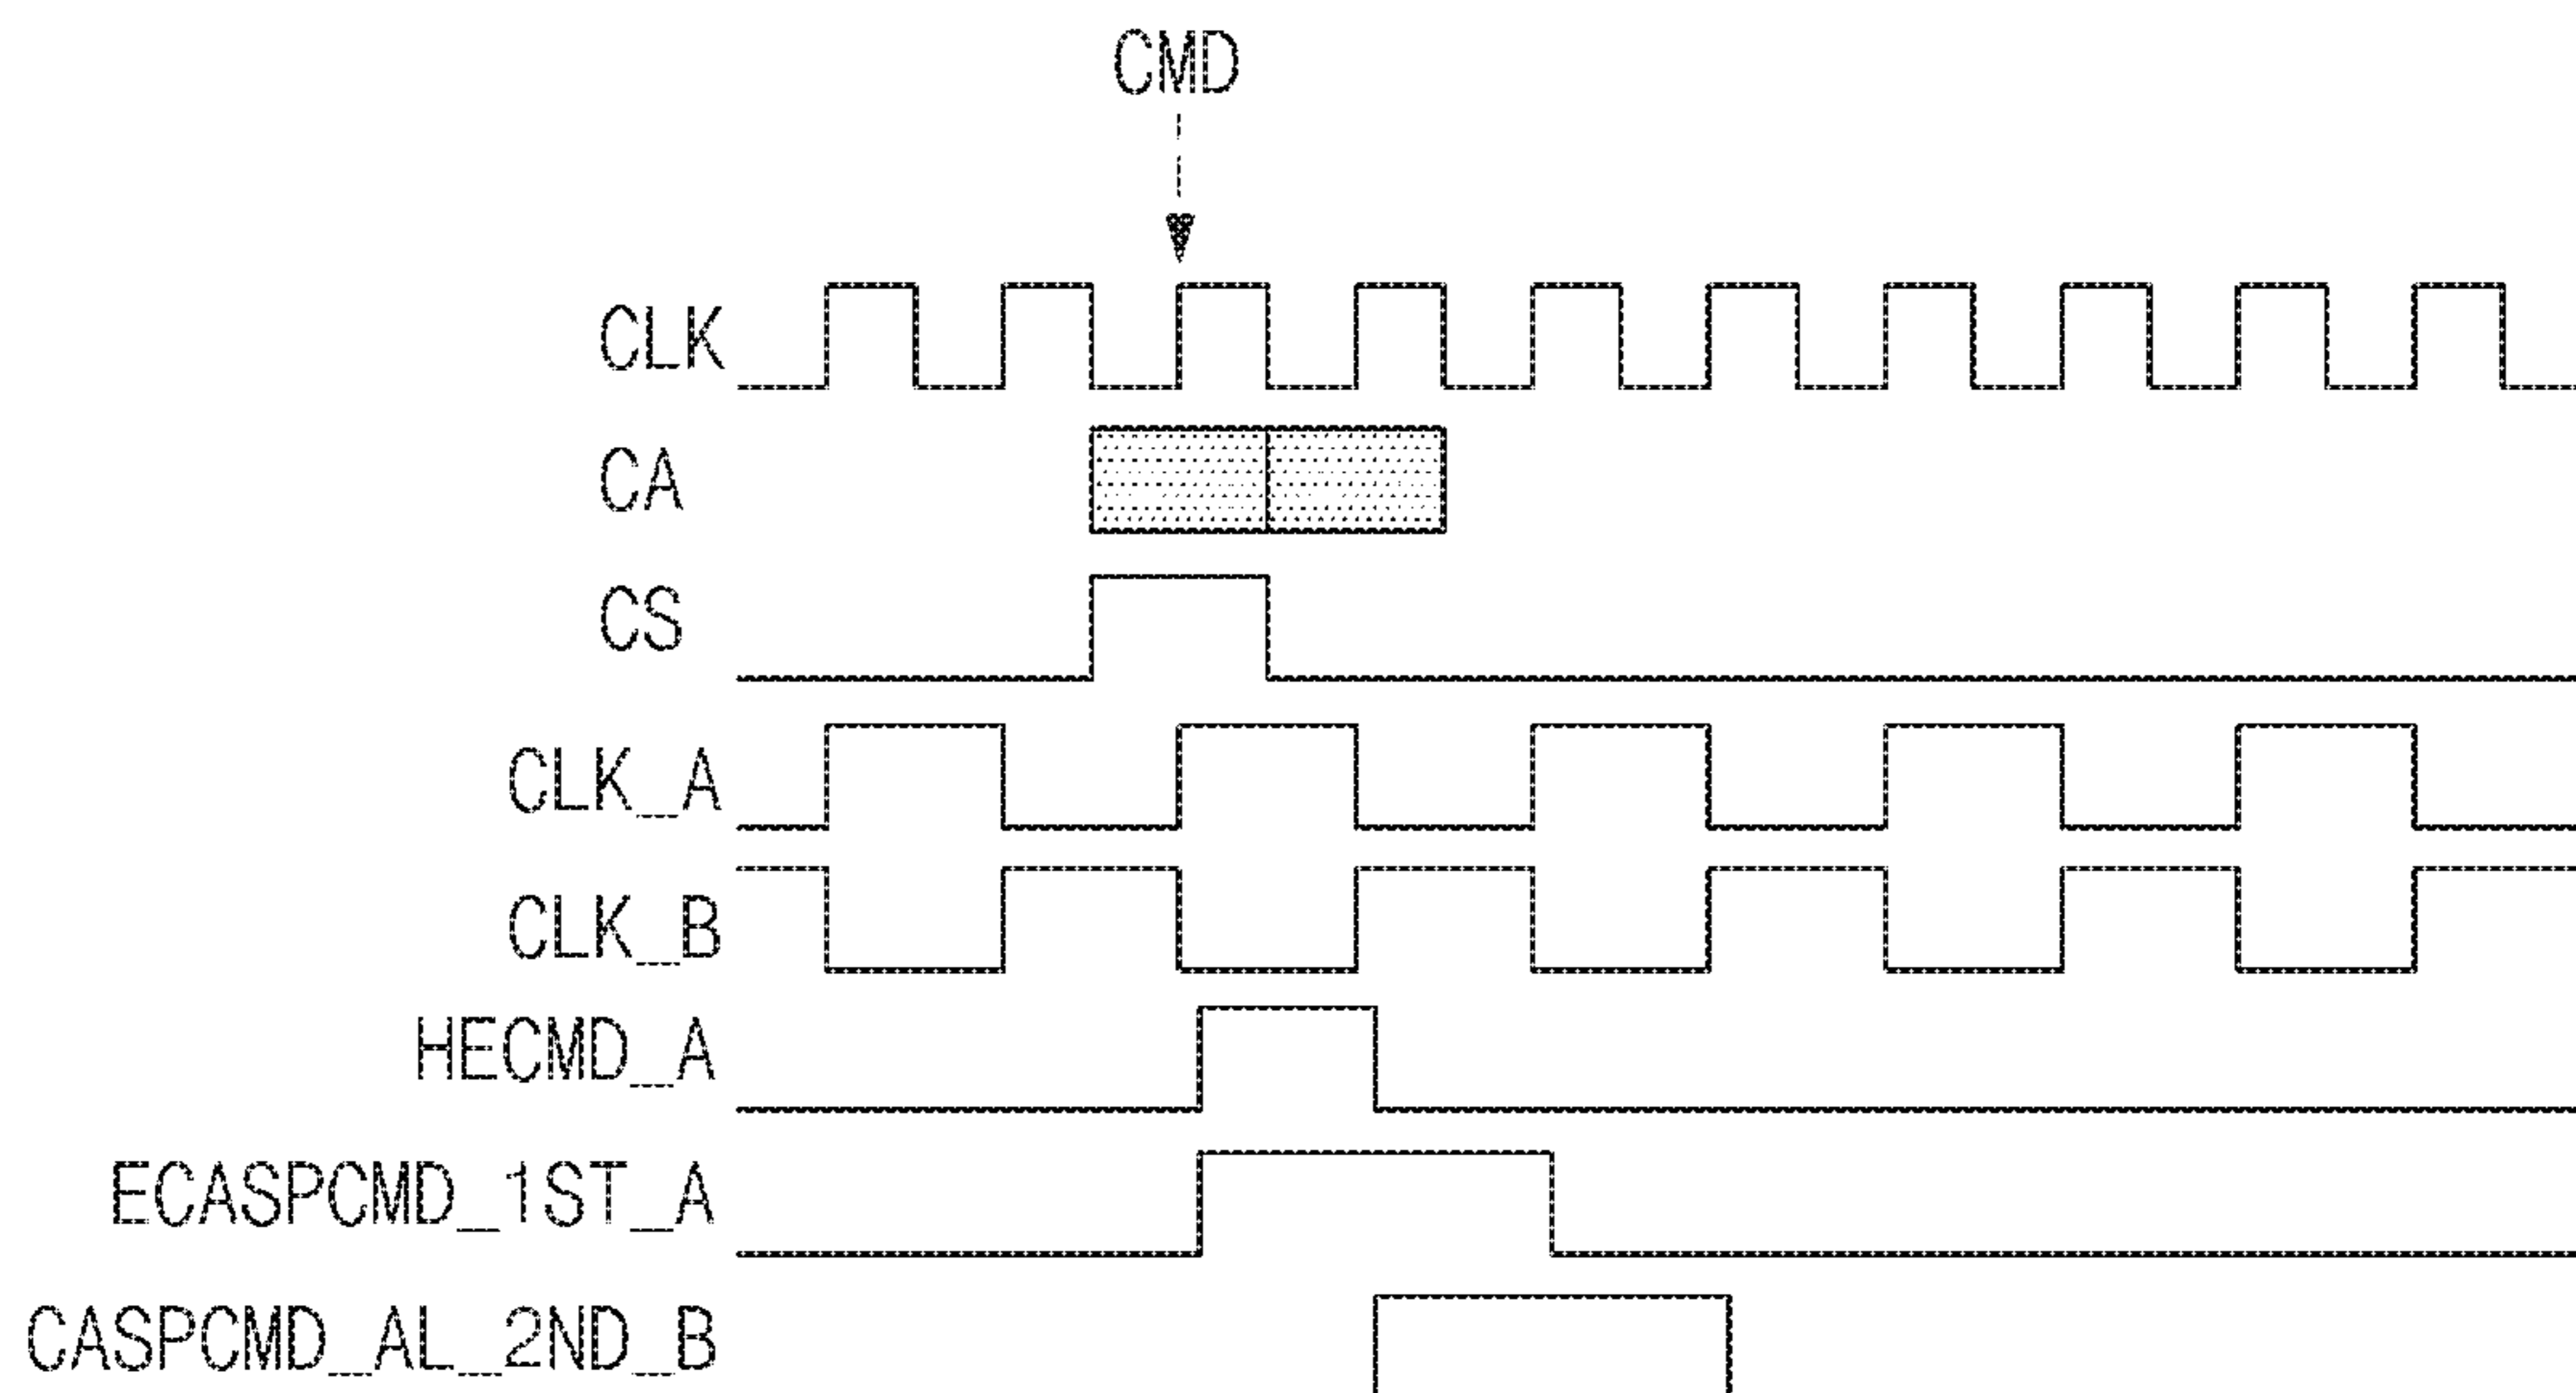 CMD
CLK
CA
CS
CLK_A
CLK_B
HECMD_A
ECASPCMD_1ST_A
CASPCMD_AL_2ND_B